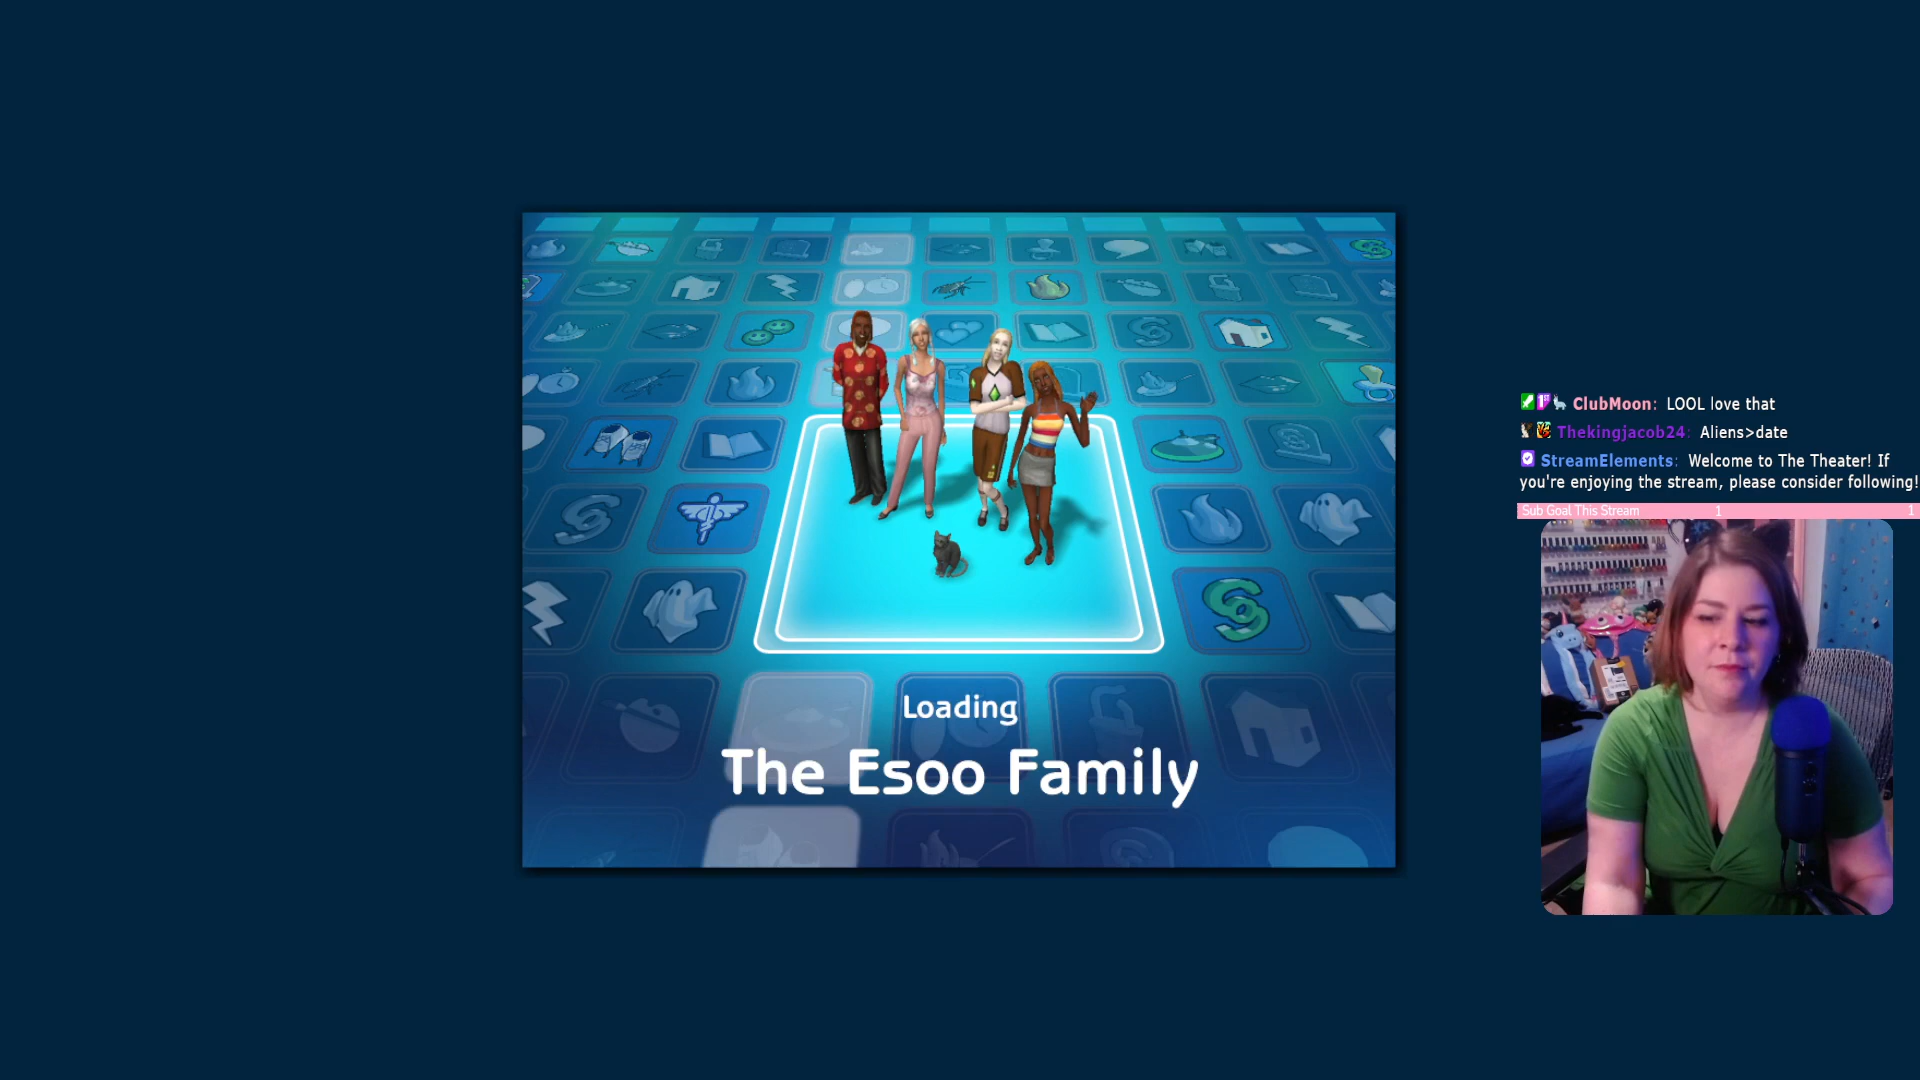 Loading
The Esoo Family
ClubMoon: LOOL love that
Thekingjacob24: Aliens>date
StreamElements: Welcome to The Theater! If
you're enjoying the stream, please consider following!
Sub Goal This Stream 1 1